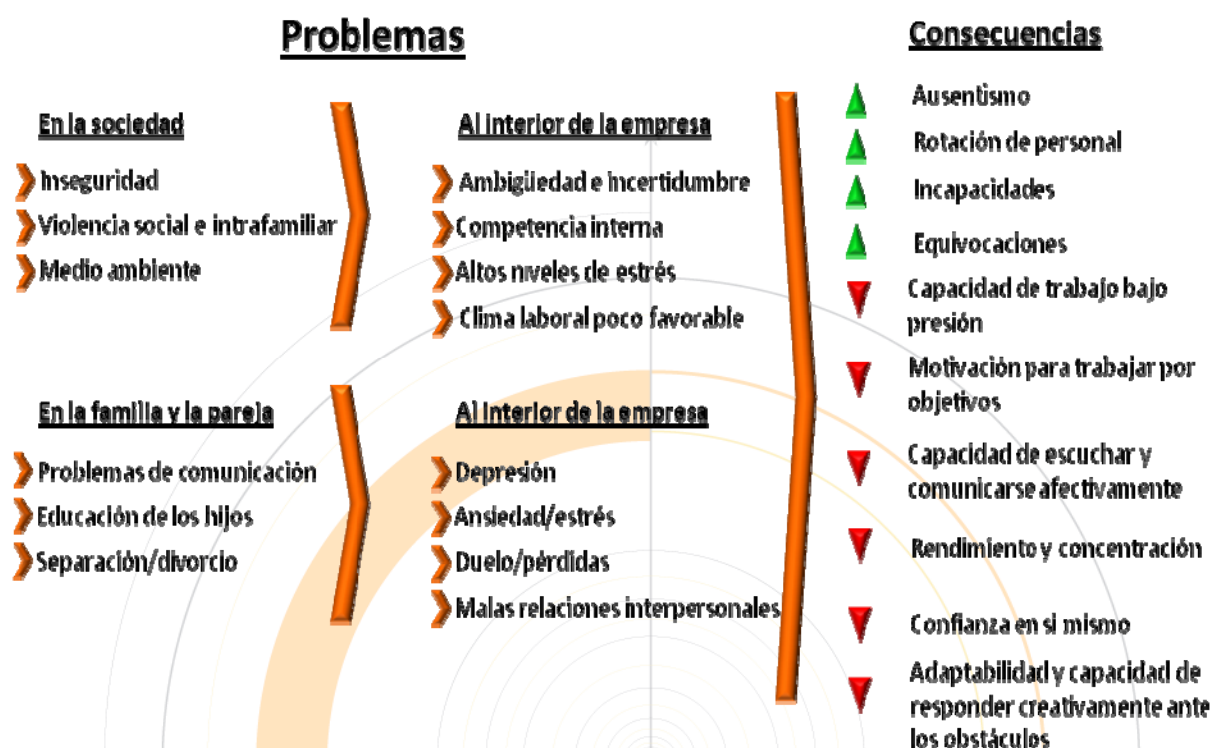 Problemas
En la sociedad
Inseguridad
Violencia social e intrafamiliar
Medio ambiente
Al interior de la empresa
Ambigüedad e incertidumbre
Competencia interna
Altos niveles de estrés
Clima laboral poco favorable
En la familia y la pareja
Problemas de comunicación
Educación de los hijos
Separación/divorcio
Al interior de la empresa
Depresión
Ansiedad/estrés
Duelo/pérdidas
Malas relaciones interpersonales
Consecuencias
Ausentismo
Rotación de personal
Incapacidades
Equivocaciones
Capacidad de trabajo bajo
presión
Motivación para trabajar por
objetivos
Capacidad de escuchar y
comunicarse afectivamente
Rendimiento y concentración
Confianza en si mismo
Adaptabilidad y capacidad de
responder creativamente ante
los obstáculos